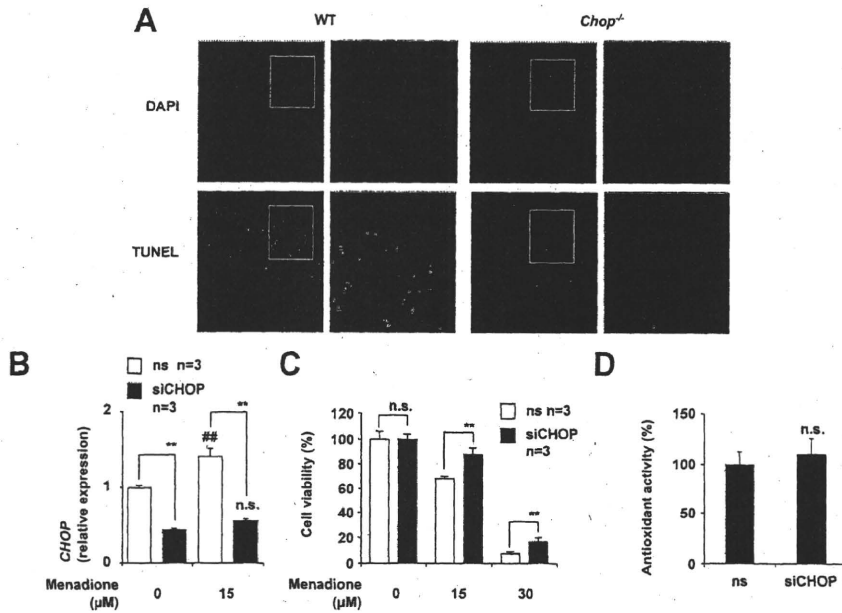 A
WT
Chop-/-
DAPI
TUNEL
B
ns n=3
siCHOP
n=3
CHOP
(relative expression)
2
1
0
**
##
**
n.s.
Menadione
(µM)
0
15
C
ns n=3
siCHOP
n=3
Cell viability (%)
120
100
80
60
40
20
0
n.s.
**
**
Menadione
(µM)
0
15
30
D
Antioxidant activity (%)
150
100
50
0
n.s.
ns
siCHOP